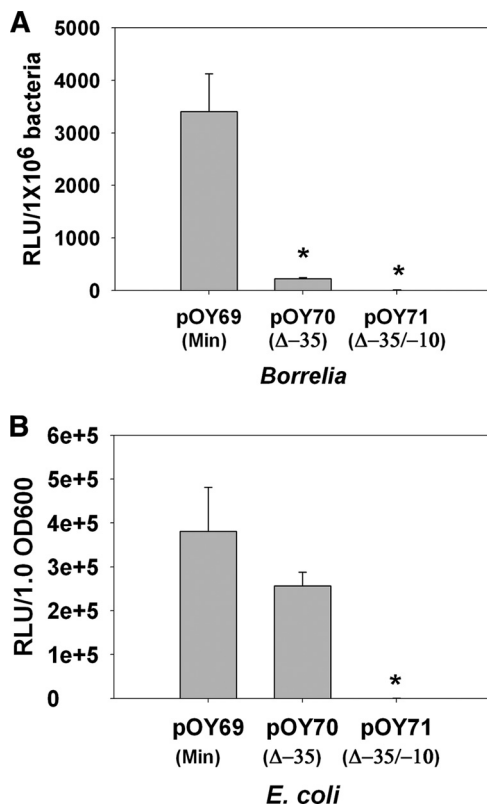 A
RLU/1X10⁶ bacteria
5000
4000
3000
2000
1000
0
*
*
pOY69
(Min)
pOY70
(Δ−35)
pOY71
(Δ−35/−10)
Borrelia
B
RLU/1.0 OD600
6e+5
5e+5
4e+5
3e+5
2e+5
1e+5
0
*
pOY69
(Min)
pOY70
(Δ−35)
pOY71
(Δ−35/−10)
E. coli